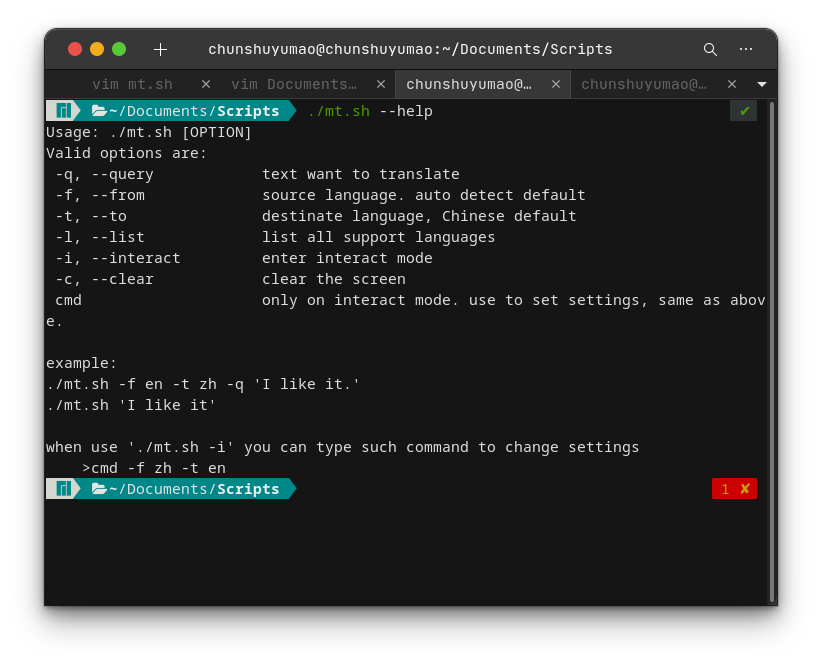 chunshuyumao@chunshuyumao:~/Documents/Scripts
vim mt.sh
vim Documents…
chunshuyumao@…
chunshuyumao@…
~/Documents/Scripts ./mt.sh --help
Usage: ./mt.sh [OPTION]
Valid options are:
-q, --query text want to translate
-f, --from source language. auto detect default
-t, --to destinate language, Chinese default
-l, --list list all support languages
-i, --interact enter interact mode
-c, --clear clear the screen
cmd only on interact mode. use to set settings, same as abov
e.
example:
./mt.sh -f en -t zh -q 'I like it.'
./mt.sh 'I like it'
when use './mt.sh -i' you can type such command to change settings
>cmd -f zh -t en
~/Documents/Scripts 1 ✘